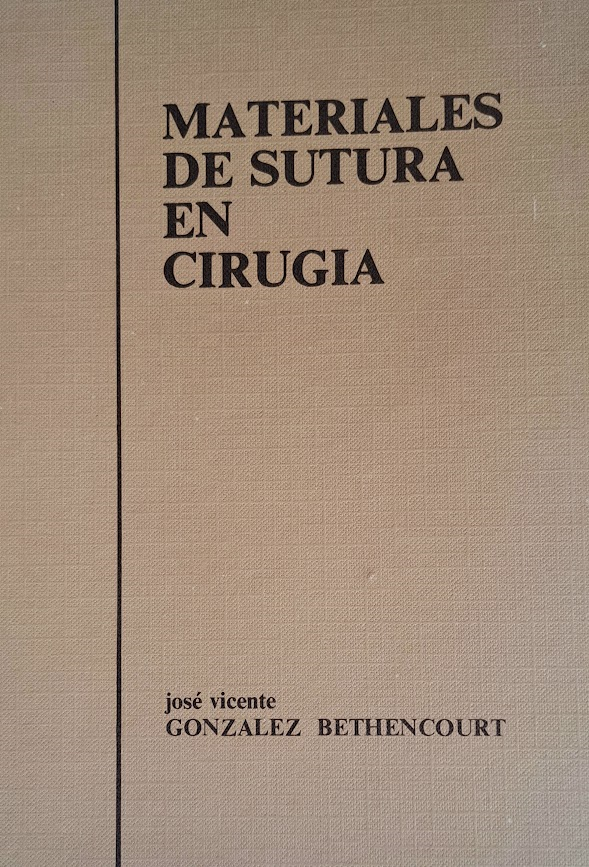 MATERIALES
DE SUTURA
EN
CIRUGIA
josé vicente
GONZALEZ BETHENCOURT